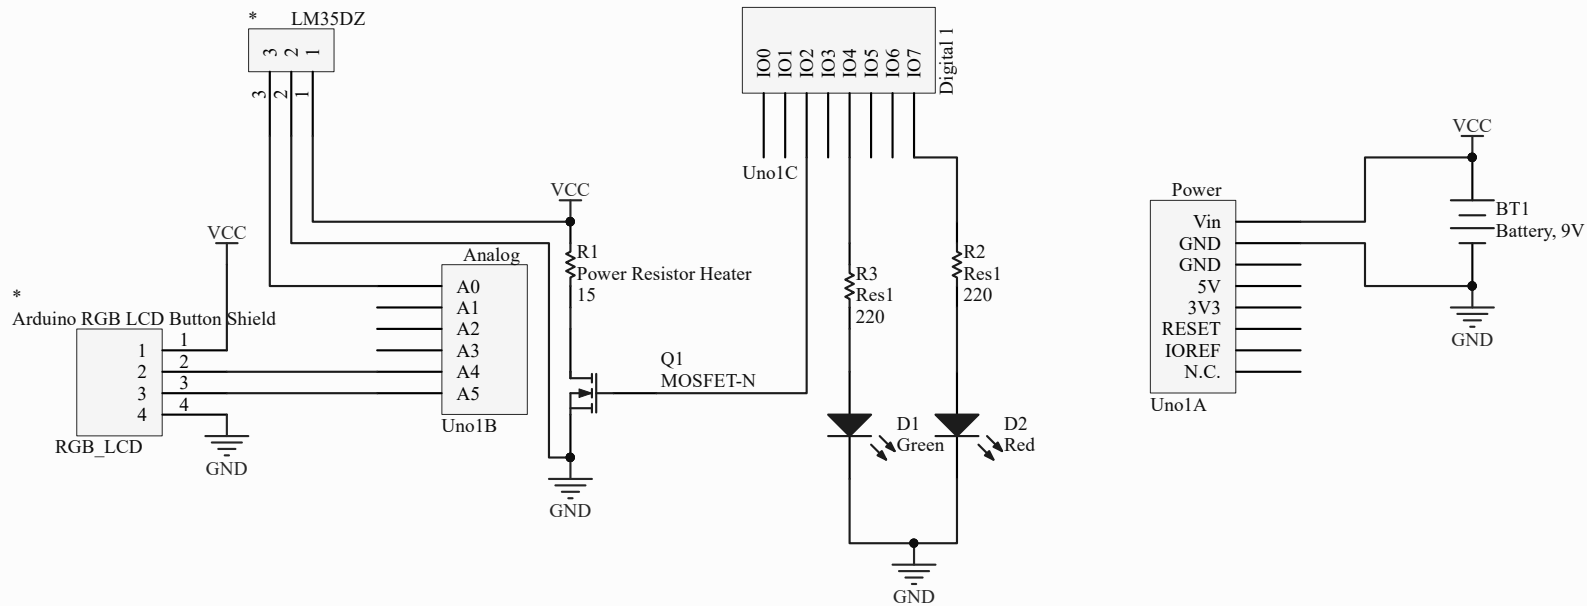 * LM35DZ
3 2 1
3 2 1
IO0 IO1 IO2 IO3 IO4 IO5 IO6 IO7
Digital 1
Uno1C
VCC
R1
Power Resistor Heater
15
VCC
Analog
A0
A1
A2
A3
A4
A5
Uno1B
*
Arduino RGB LCD Button Shield
1 1
2 2
3 3
4 4
RGB_LCD
GND
Q1
MOSFET-N
GND
R3
Res1
220
R2
Res1
220
D1
Green
D2
Red
GND
Power
Vin
GND
GND
5V
3V3
RESET
IOREF
N.C.
Uno1A
VCC
BT1
Battery, 9V
GND